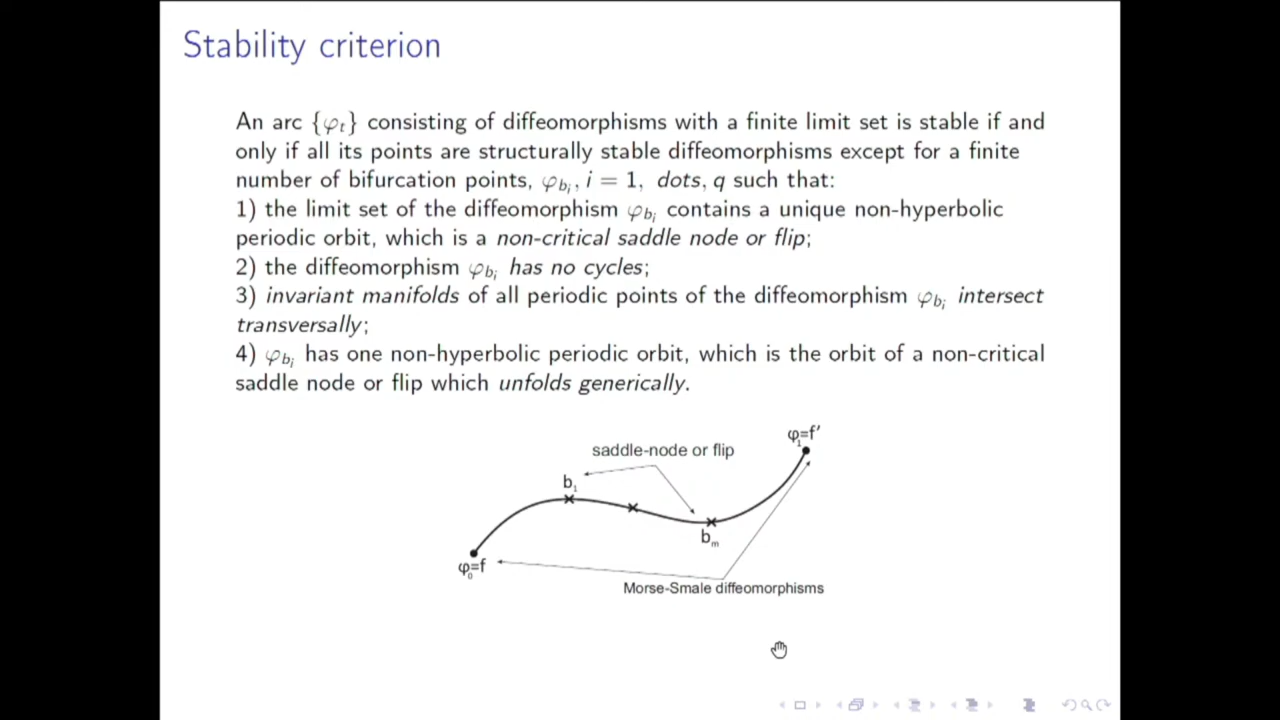 Stability criterion
An arc {φₜ} consisting of diffeomorphisms with a finite limit set is stable if and
only if all its points are structurally stable diffeomorphisms except for a finite
number of bifurcation points, φ_{b_i}, i = 1, dots, q such that:
1) the limit set of the diffeomorphism φ_{b_i} contains a unique non-hyperbolic
periodic orbit, which is a non-critical saddle node or flip;
2) the diffeomorphism φ_{b_i} has no cycles;
3) invariant manifolds of all periodic points of the diffeomorphism φ_{b_i} intersect
transversally;
4) φ_{b_i} has one non-hyperbolic periodic orbit, which is the orbit of a non-critical
saddle node or flip which unfolds generically.
φ₁=f′
saddle-node or flip
b₁
bₘ
φ₀=f
Morse-Smale diffeomorphisms